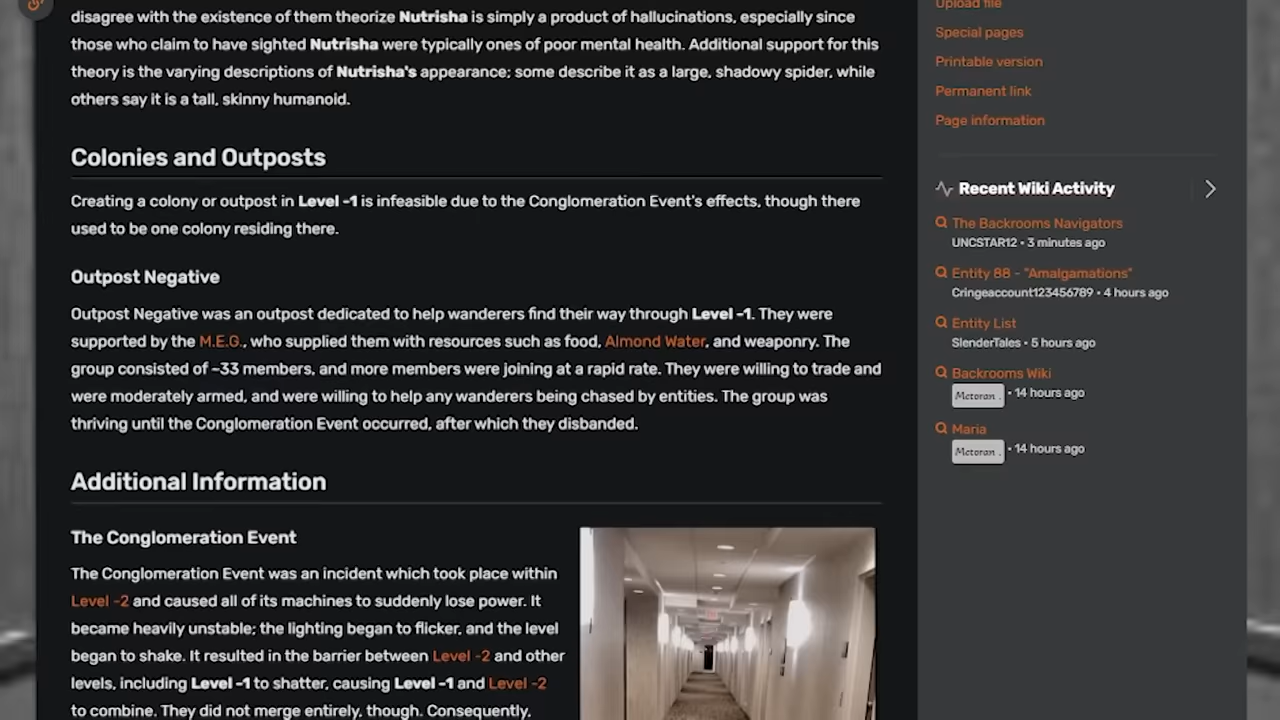 disagree with the existence of them theorize Nutrisha is simply a product of hallucinations, especially since
those who claim to have sighted Nutrisha were typically ones of poor mental health. Additional support for this
theory is the varying descriptions of Nutrisha's appearance; some describe it as a large, shadowy spider, while
others say it is a tall, skinny humanoid.
Colonies and Outposts
Creating a colony or outpost in Level -1 is infeasible due to the Conglomeration Event's effects, though there
used to be one colony residing there.
Outpost Negative
Outpost Negative was an outpost dedicated to help wanderers find their way through Level -1. They were
supported by the M.E.G., who supplied them with resources such as food, Almond Water, and weaponry. The
group consisted of ~33 members, and more members were joining at a rapid rate. They were willing to trade and
were moderately armed, and were willing to help any wanderers being chased by entities. The group was
thriving until the Conglomeration Event occurred, after which they disbanded.
Additional Information
The Conglomeration Event
The Conglomeration Event was an incident which took place within
Level -2 and caused all of its machines to suddenly lose power. It
became heavily unstable; the lighting began to flicker, and the level
began to shake. It resulted in the barrier between Level -2 and other
levels, including Level -1 to shatter, causing Level -1 and Level -2
to combine. They did not merge entirely, though. Consequently,
Upload file
Special pages
Printable version
Permanent link
Page information
Recent Wiki Activity
The Backrooms Navigators
UNCSTAR12 • 3 minutes ago
Entity 88 - "Amalgamations"
Cringeaccount123456789 • 4 hours ago
Entity List
SlenderTales • 5 hours ago
Backrooms Wiki
Metoran . • 14 hours ago
Maria
Metoran . • 14 hours ago